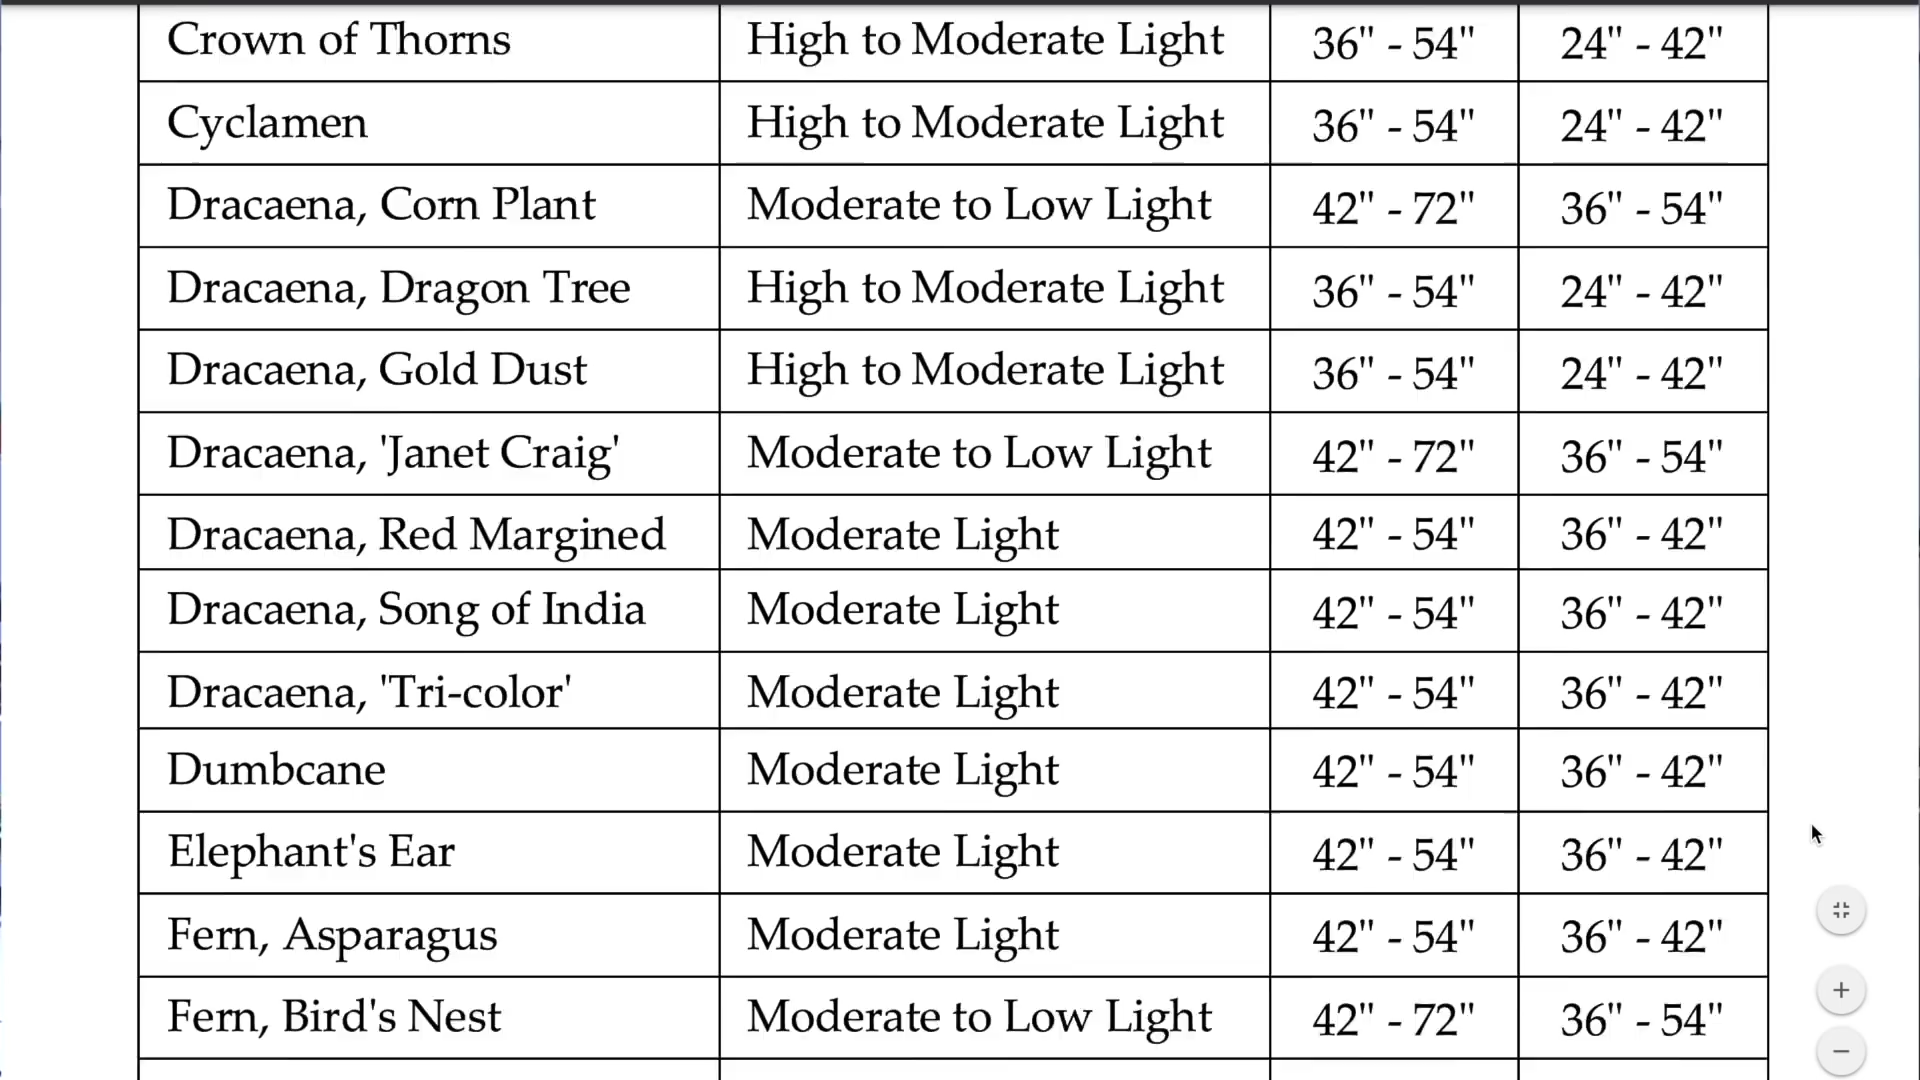 Crown of Thorns High to Moderate Light 36" - 54" 24" - 42"
Cyclamen High to Moderate Light 36" - 54" 24" - 42"
Dracaena, Corn Plant Moderate to Low Light 42" - 72" 36" - 54"
Dracaena, Dragon Tree High to Moderate Light 36" - 54" 24" - 42"
Dracaena, Gold Dust High to Moderate Light 36" - 54" 24" - 42"
Dracaena, 'Janet Craig' Moderate to Low Light 42" - 72" 36" - 54"
Dracaena, Red Margined Moderate Light 42" - 54" 36" - 42"
Dracaena, Song of India Moderate Light 42" - 54" 36" - 42"
Dracaena, 'Tri-color' Moderate Light 42" - 54" 36" - 42"
Dumbcane Moderate Light 42" - 54" 36" - 42"
Elephant's Ear Moderate Light 42" - 54" 36" - 42"
Fern, Asparagus Moderate Light 42" - 54" 36" - 42"
Fern, Bird's Nest Moderate to Low Light 42" - 72" 36" - 54"